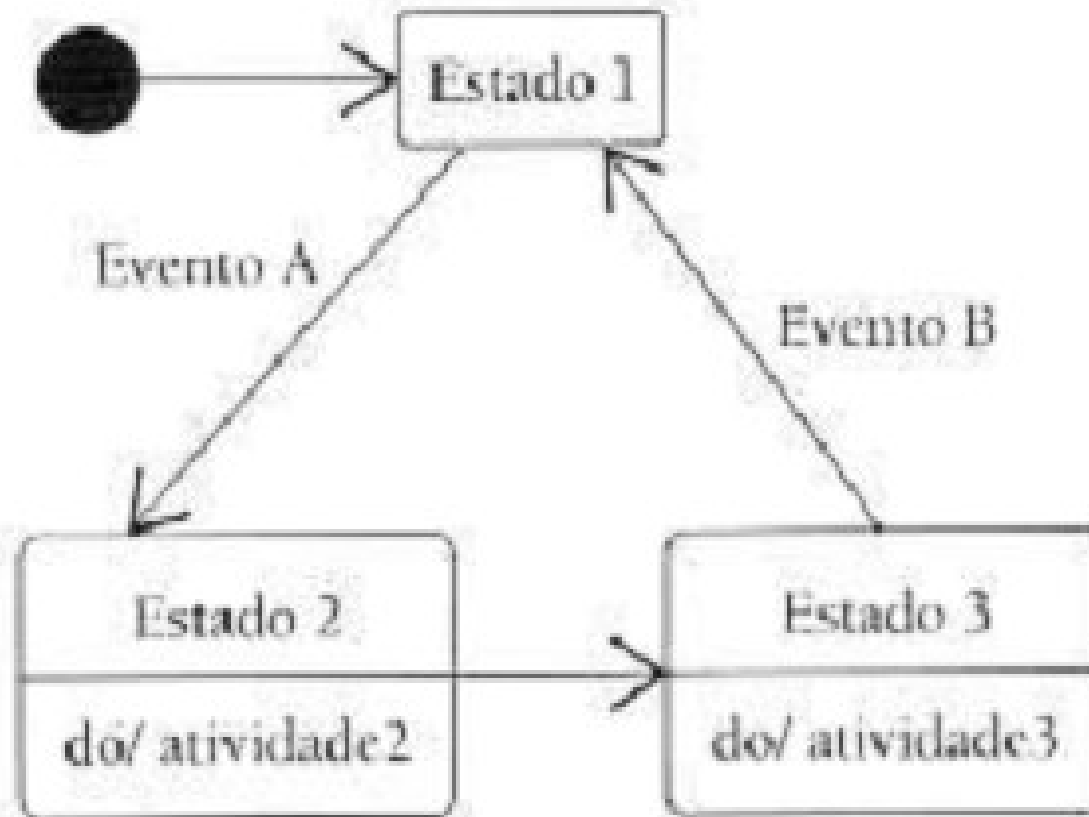 Estado 1
Evento A
Evento B
Estado 2
Estado 3
do/ atividade2
do/ atividade3